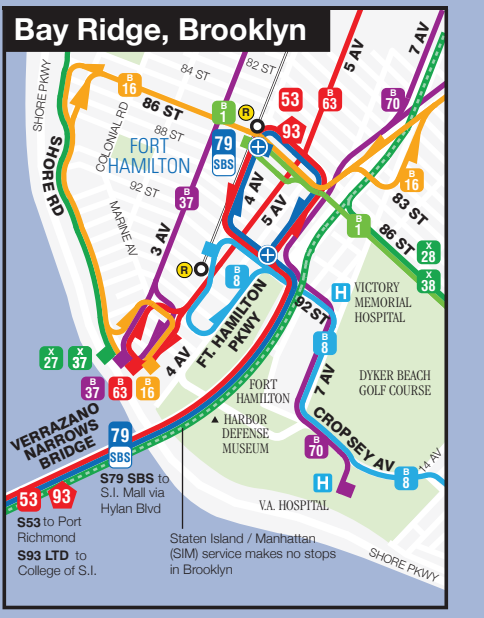 Bay Ridge, Brooklyn
SHORE PKWY
B
16
84 ST
82 ST
5 AV
7 AV
86 ST
COLONIAL RD
88 ST
B
1
R
53
B
63
B
70
93
SHORE RD
FORT
HAMILTON
79
SBS
92 ST
B
37
4 AV
B
16
83 ST
MARINE AV
3 AV
5 AV
B
1
86 ST
X
28
X
38
R
B
8
H
VICTORY
MEMORIAL
HOSPITAL
FT. HAMILTON
PKWY
92 ST
B
8
X
27
X
37
4 AV
B
37
B
63
B
16
7 AV
DYKER BEACH
GOLF COURSE
FORT
HAMILTON
HARBOR
DEFENSE
MUSEUM
VERRAZANO
NARROWS
BRIDGE
79
SBS
CROPSEY AV
B
70
14 AV
B
8
H
V.A. HOSPITAL
53
93
S79 SBS to
S.I. Mall via
Hylan Blvd
S53 to Port
Richmond
S93 LTD to
College of S.I.
Staten Island / Manhattan
(SIM) service makes no stops
in Brooklyn
SHORE PKWY